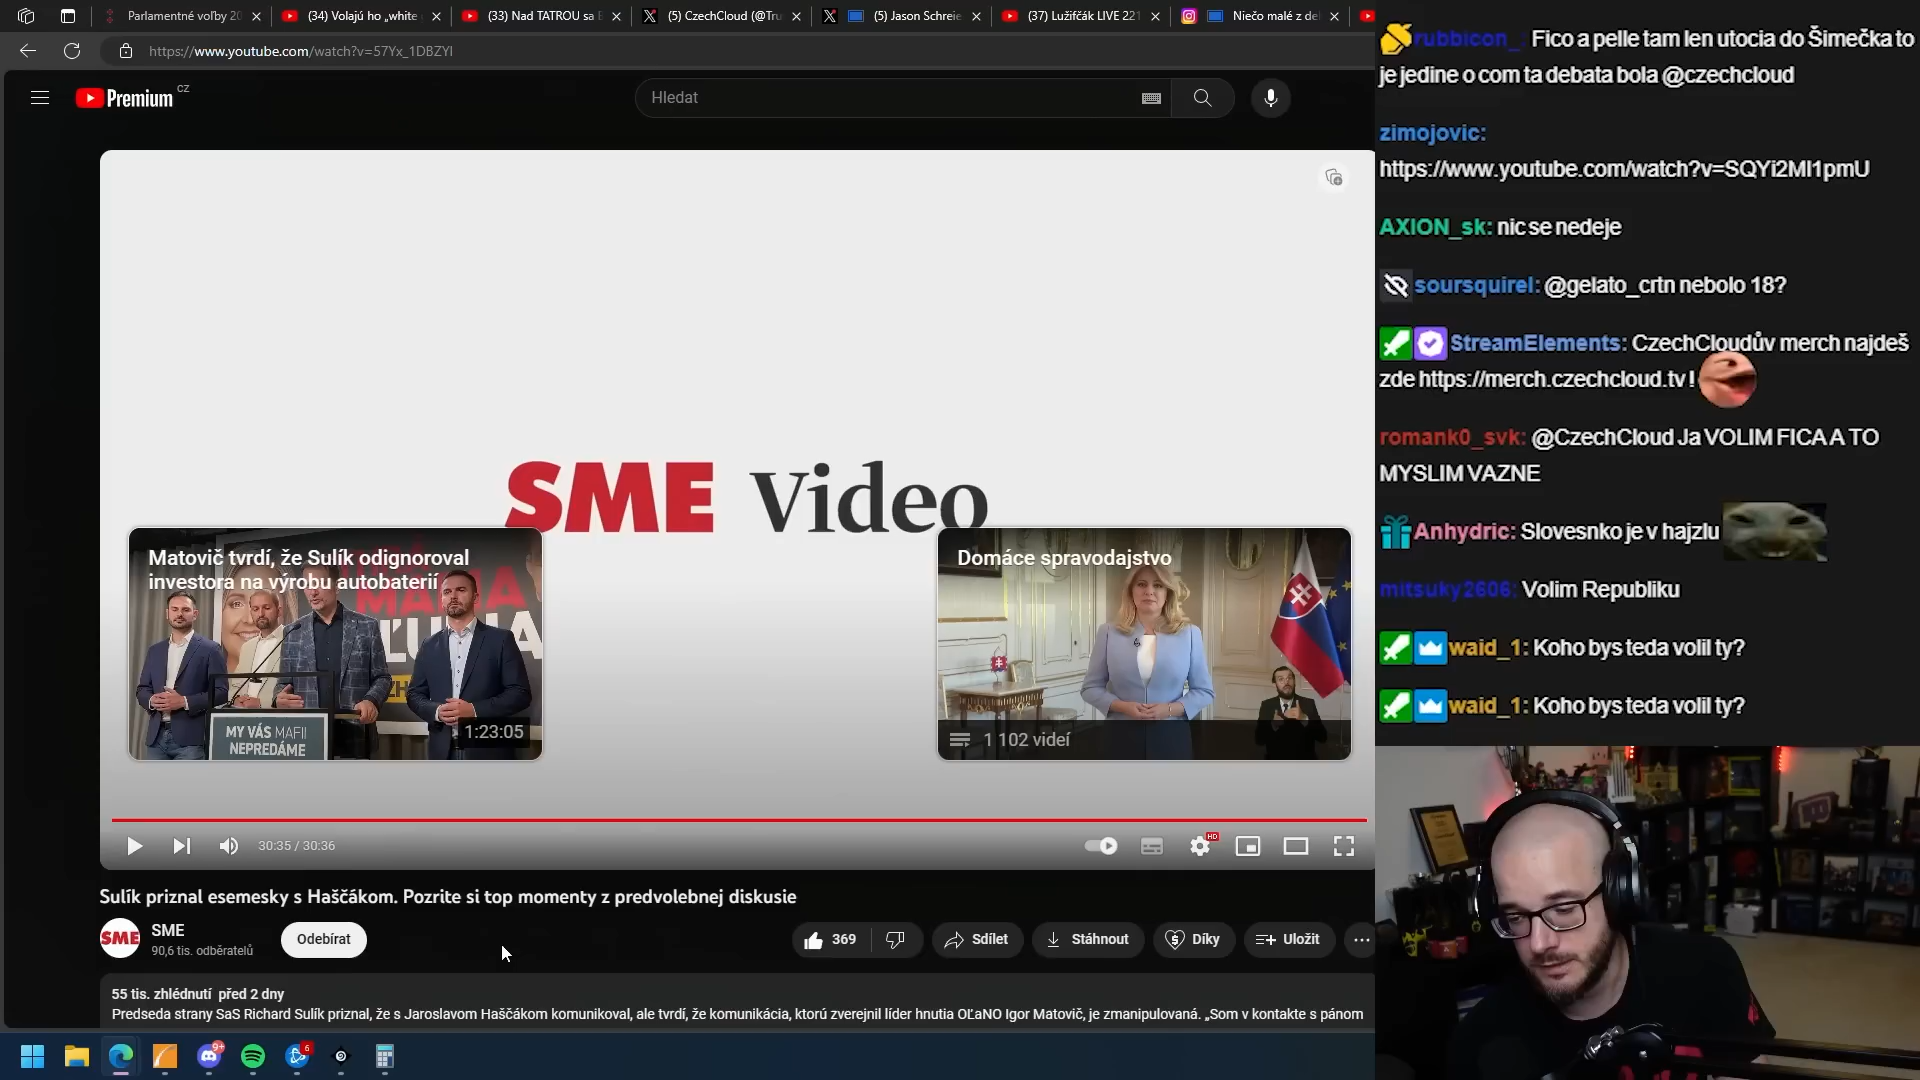 Parlamentné voľby 20
(34) Volajú ho „white
(33) Nad TATROU sa
(5) CzechCloud (@Tru
(5) Jason Schreie
(37) Lužifčák LIVE 221
Niečo malé z de
https://www.youtube.com/watch?v=57Yx_1DBZYI
Premium CZ
Hledat
SME Video
Matovič tvrdí, že Sulík odignoroval
investora na výrobu autobaterií
MY VÁS MAFII
NEPREDÁME
1:23:05
Domáce spravodajstvo
1 102 videí
30:35 / 30:36
HD
Sulík priznal esemesky s Haščákom. Pozrite si top momenty z predvolebnej diskusie
SME
SME
90,6 tis. odběratelů
Odebírat
369
Sdílet
Stáhnout
Díky
Uložit
55 tis. zhlédnutí před 2 dny
Predseda strany SaS Richard Sulík priznal, že s Jaroslavom Haščákom komunikoval, ale tvrdí, že komunikácia, ktorú zverejnil líder hnutia OĽaNO Igor Matovič, je zmanipulovaná. „Som v kontakte s pánom
9+
6
rubbicon_: Fico a pelle tam len utocia do Šimečka to
je jedine o com ta debata bola @czechcloud
zimojovic:
https://www.youtube.com/watch?v=SQYi2Ml1pmU
AXION_sk: nic se nedeje
soursquirel: @gelato_crtn nebolo 18?
StreamElements: CzechCloudův merch najdeš
zde https://merch.czechcloud.tv !
romank0_svk: @CzechCloud Ja VOLIM FICA A TO
MYSLIM VAZNE
Anhydric: Slovesnko je v hajzlu
mitsuky2606: Volim Republiku
waid_1: Koho bys teda volil ty?
waid_1: Koho bys teda volil ty?